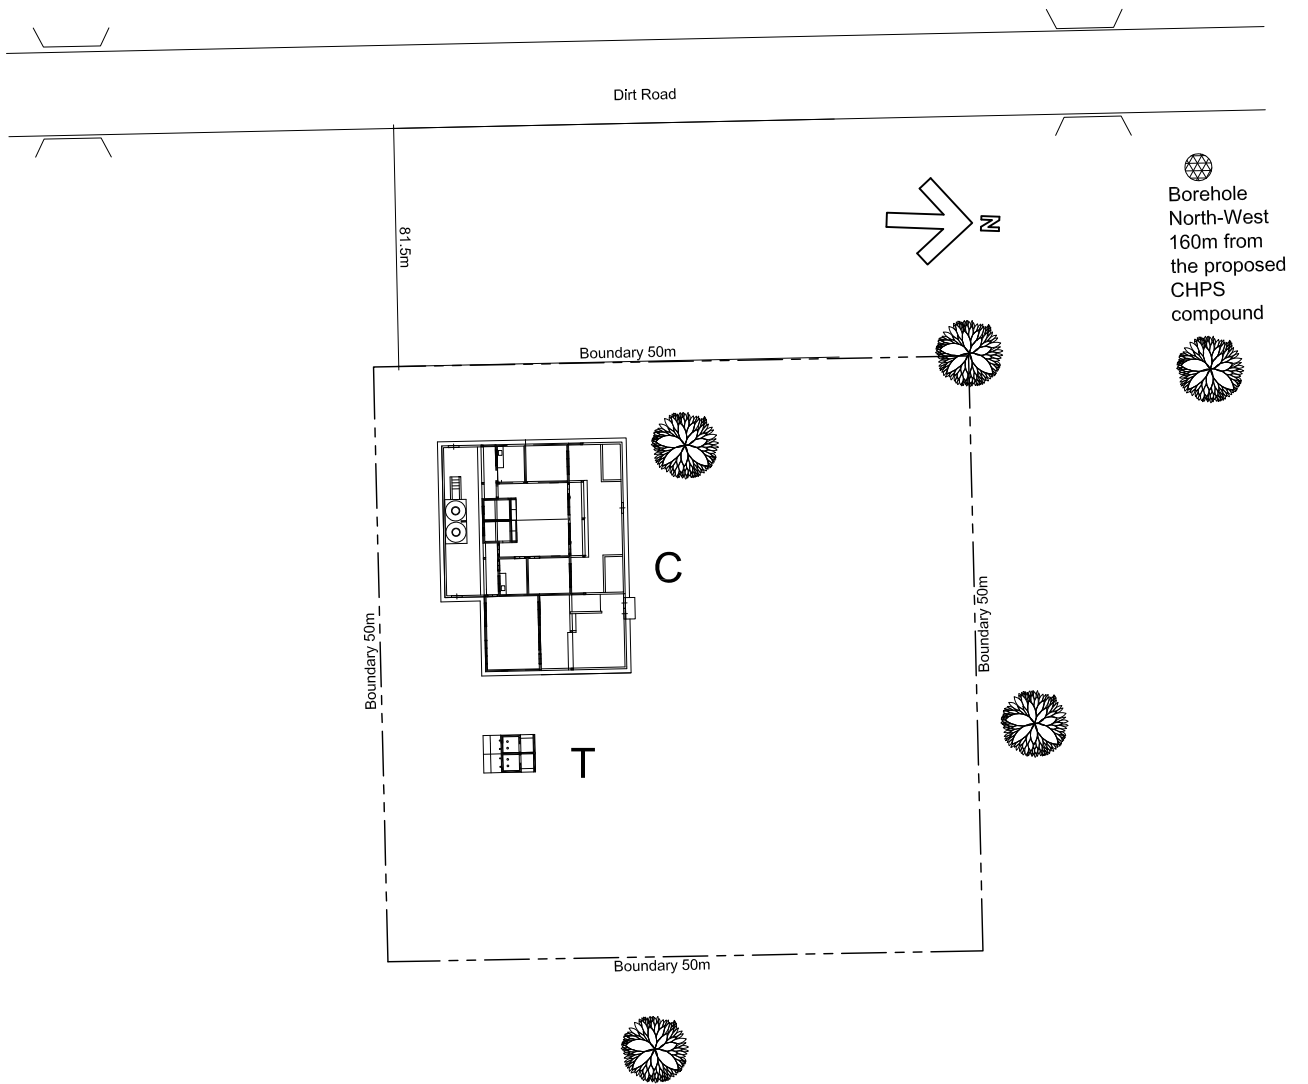 Dirt Road
81.5m
N
Borehole
North-West
160m from
the proposed
CHPS
compound
Boundary 50m
C
Boundary 50m
Boundary 50m
T
Boundary 50m